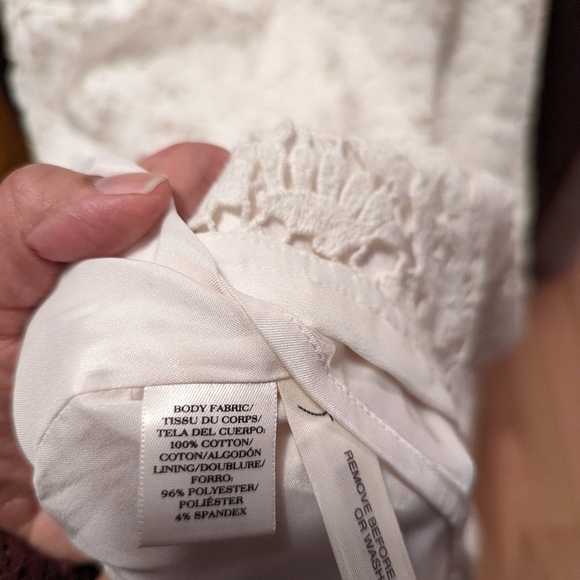 BODY FABRIC/
TISSU DU CORPS/
TELA DEL CUERPO:
100% COTTON/
COTON/ALGODÓN
LINING/DOUBLURE/
FORRO:
96% POLYESTER/
POLIÉSTER
4% SPANDEX
REMOVE BEFORE
OR WASH